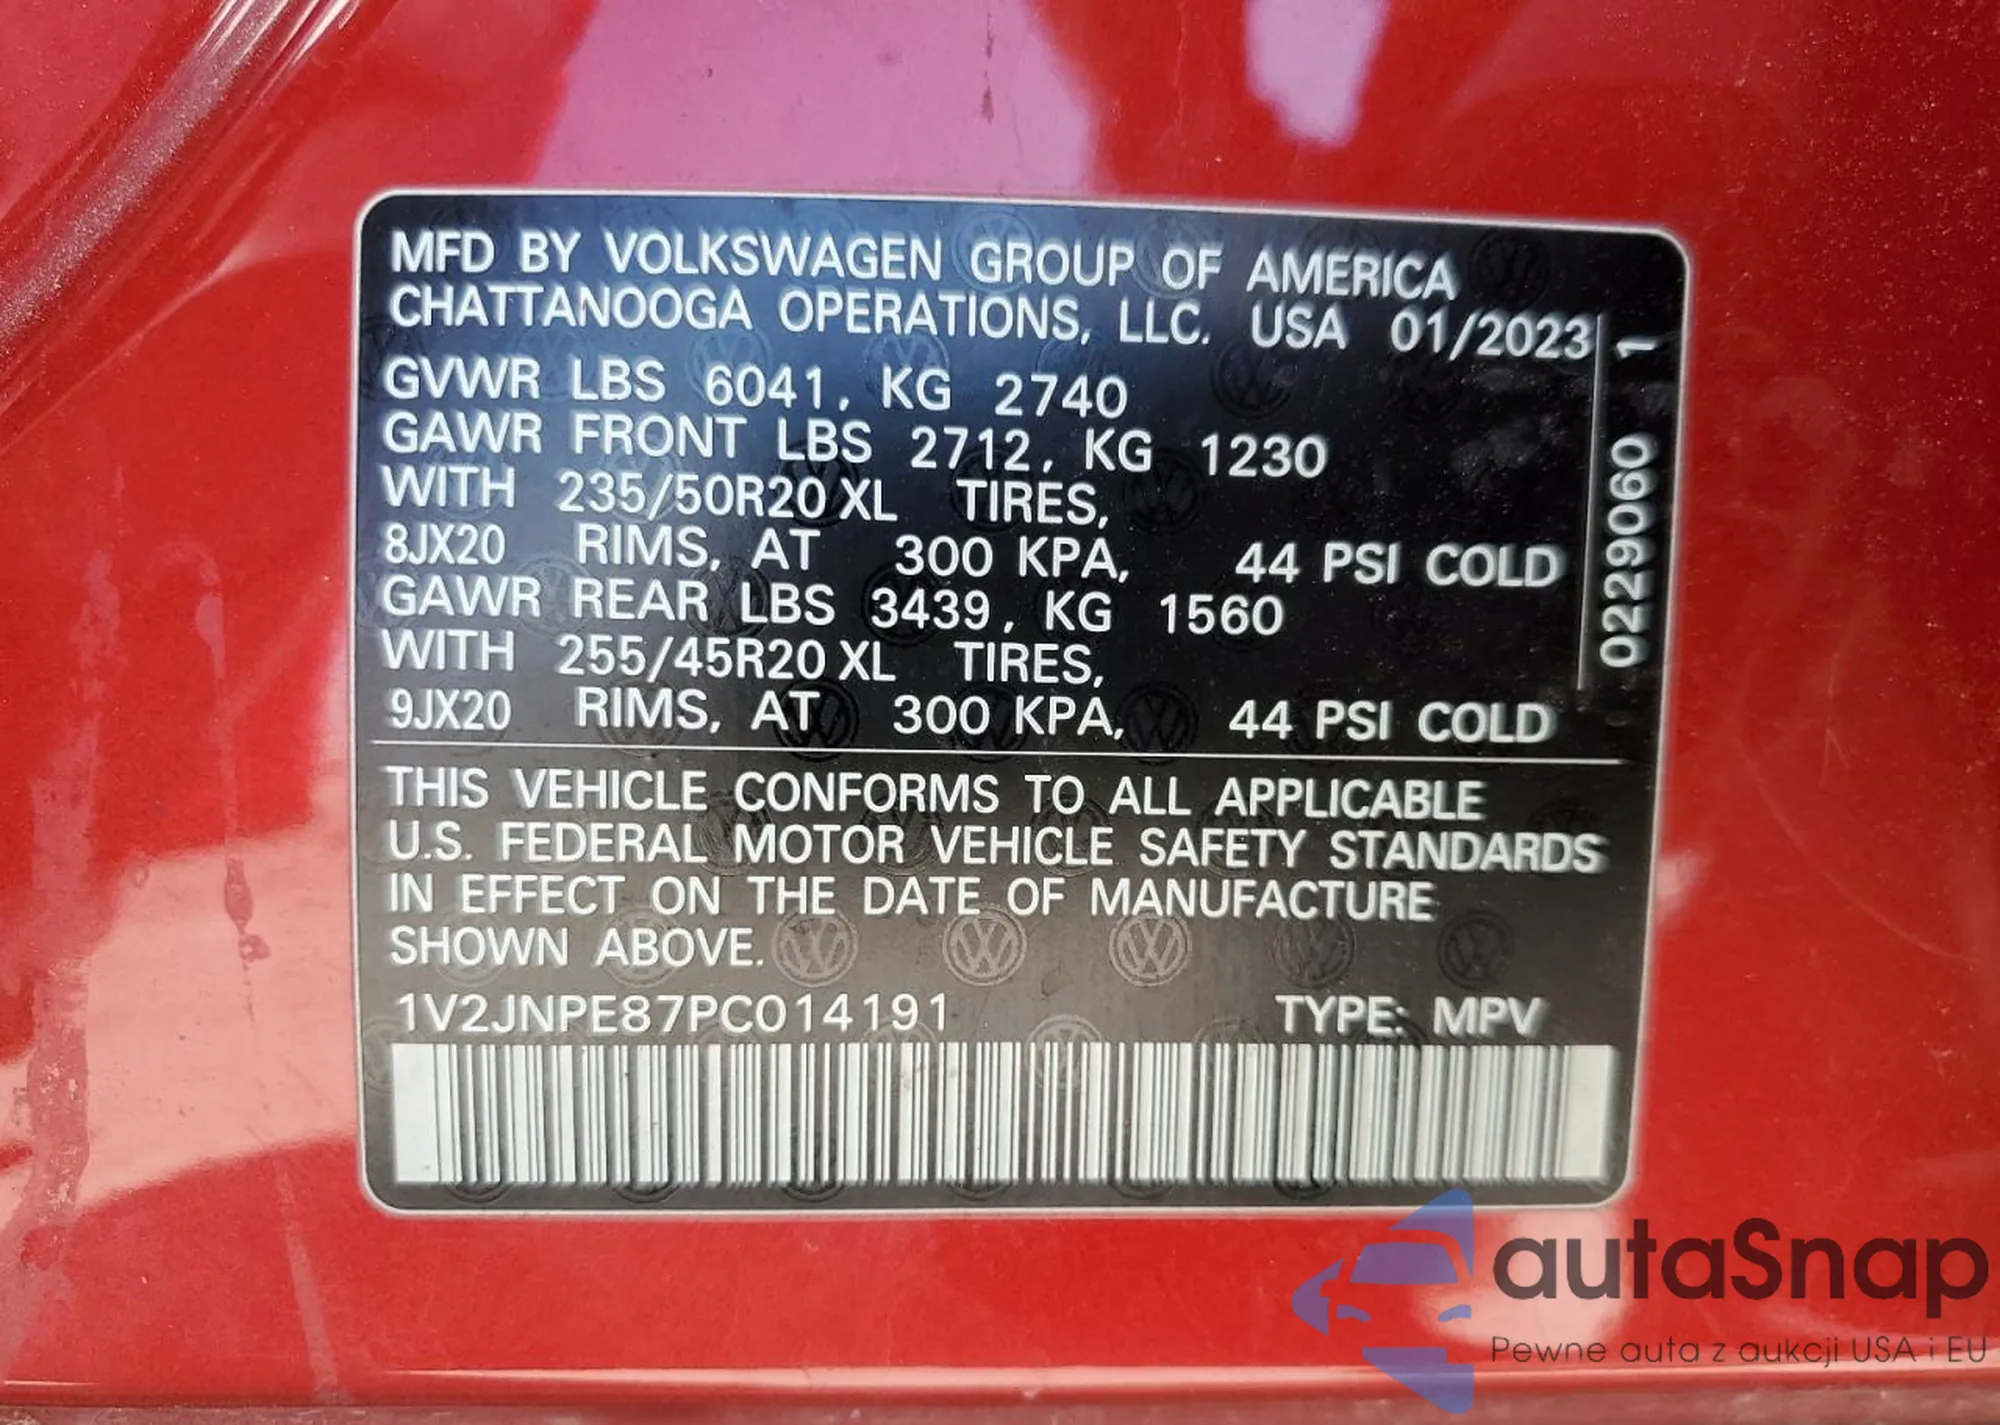 MFD BY VOLKSWAGEN GROUP OF AMERICA
CHATTANOOGA OPERATIONS, LLC. USA 01/2023
GVWR LBS 6041, KG 2740
GAWR FRONT LBS 2712, KG 1230
WITH 235/50R20 XL TIRES,
8JX20 RIMS, AT 300 KPA, 44 PSI COLD
GAWR REAR LBS 3439, KG 1560
WITH 255/45R20 XL TIRES,
9JX20 RIMS, AT 300 KPA, 44 PSI COLD
0229060 1
THIS VEHICLE CONFORMS TO ALL APPLICABLE
U.S. FEDERAL MOTOR VEHICLE SAFETY STANDARDS
IN EFFECT ON THE DATE OF MANUFACTURE
SHOWN ABOVE.
1V2JNPE87PC014191 TYPE: MPV
autaSnap
Pewne auta z aukcji USA i EU